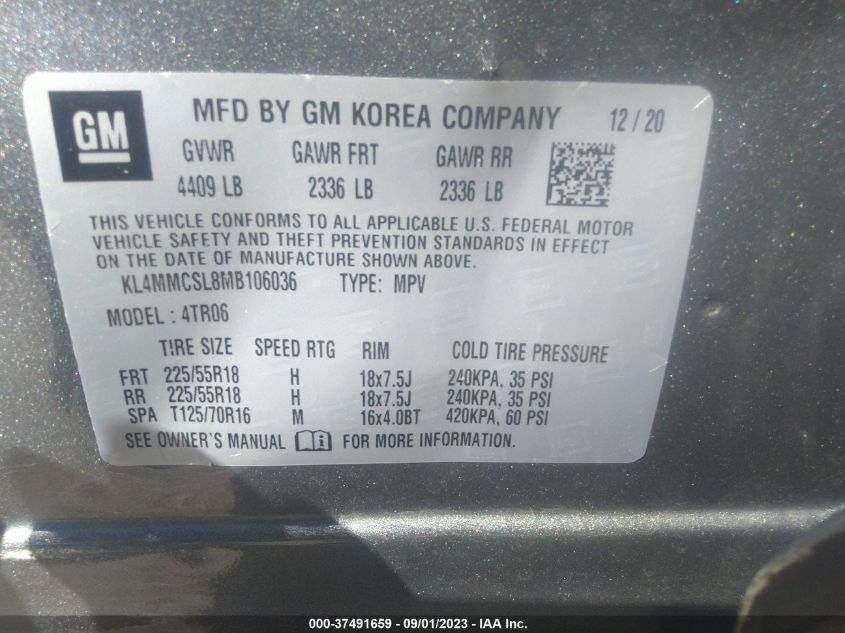 GM
MFD BY GM KOREA COMPANY 12/20
GVWR GAWR FRT GAWR RR
4409 LB 2336 LB 2336 LB
THIS VEHICLE CONFORMS TO ALL APPLICABLE U.S. FEDERAL MOTOR
VEHICLE SAFETY AND THEFT PREVENTION STANDARDS IN EFFECT
ON THE DATE OF MANUFACTURE SHOWN ABOVE.
KL4MMCSL8MB106036 TYPE: MPV
MODEL: 4TR06
TIRE SIZE SPEED RTG RIM COLD TIRE PRESSURE
FRT 225/55R18 H 18x7.5J 240KPA, 35 PSI
RR 225/55R18 H 18x7.5J 240KPA, 35 PSI
SPA T125/70R16 M 16x4.0BT 420KPA, 60 PSI
SEE OWNER'S MANUAL FOR MORE INFORMATION.
000-37491659 - 09/01/2023 - IAA Inc.